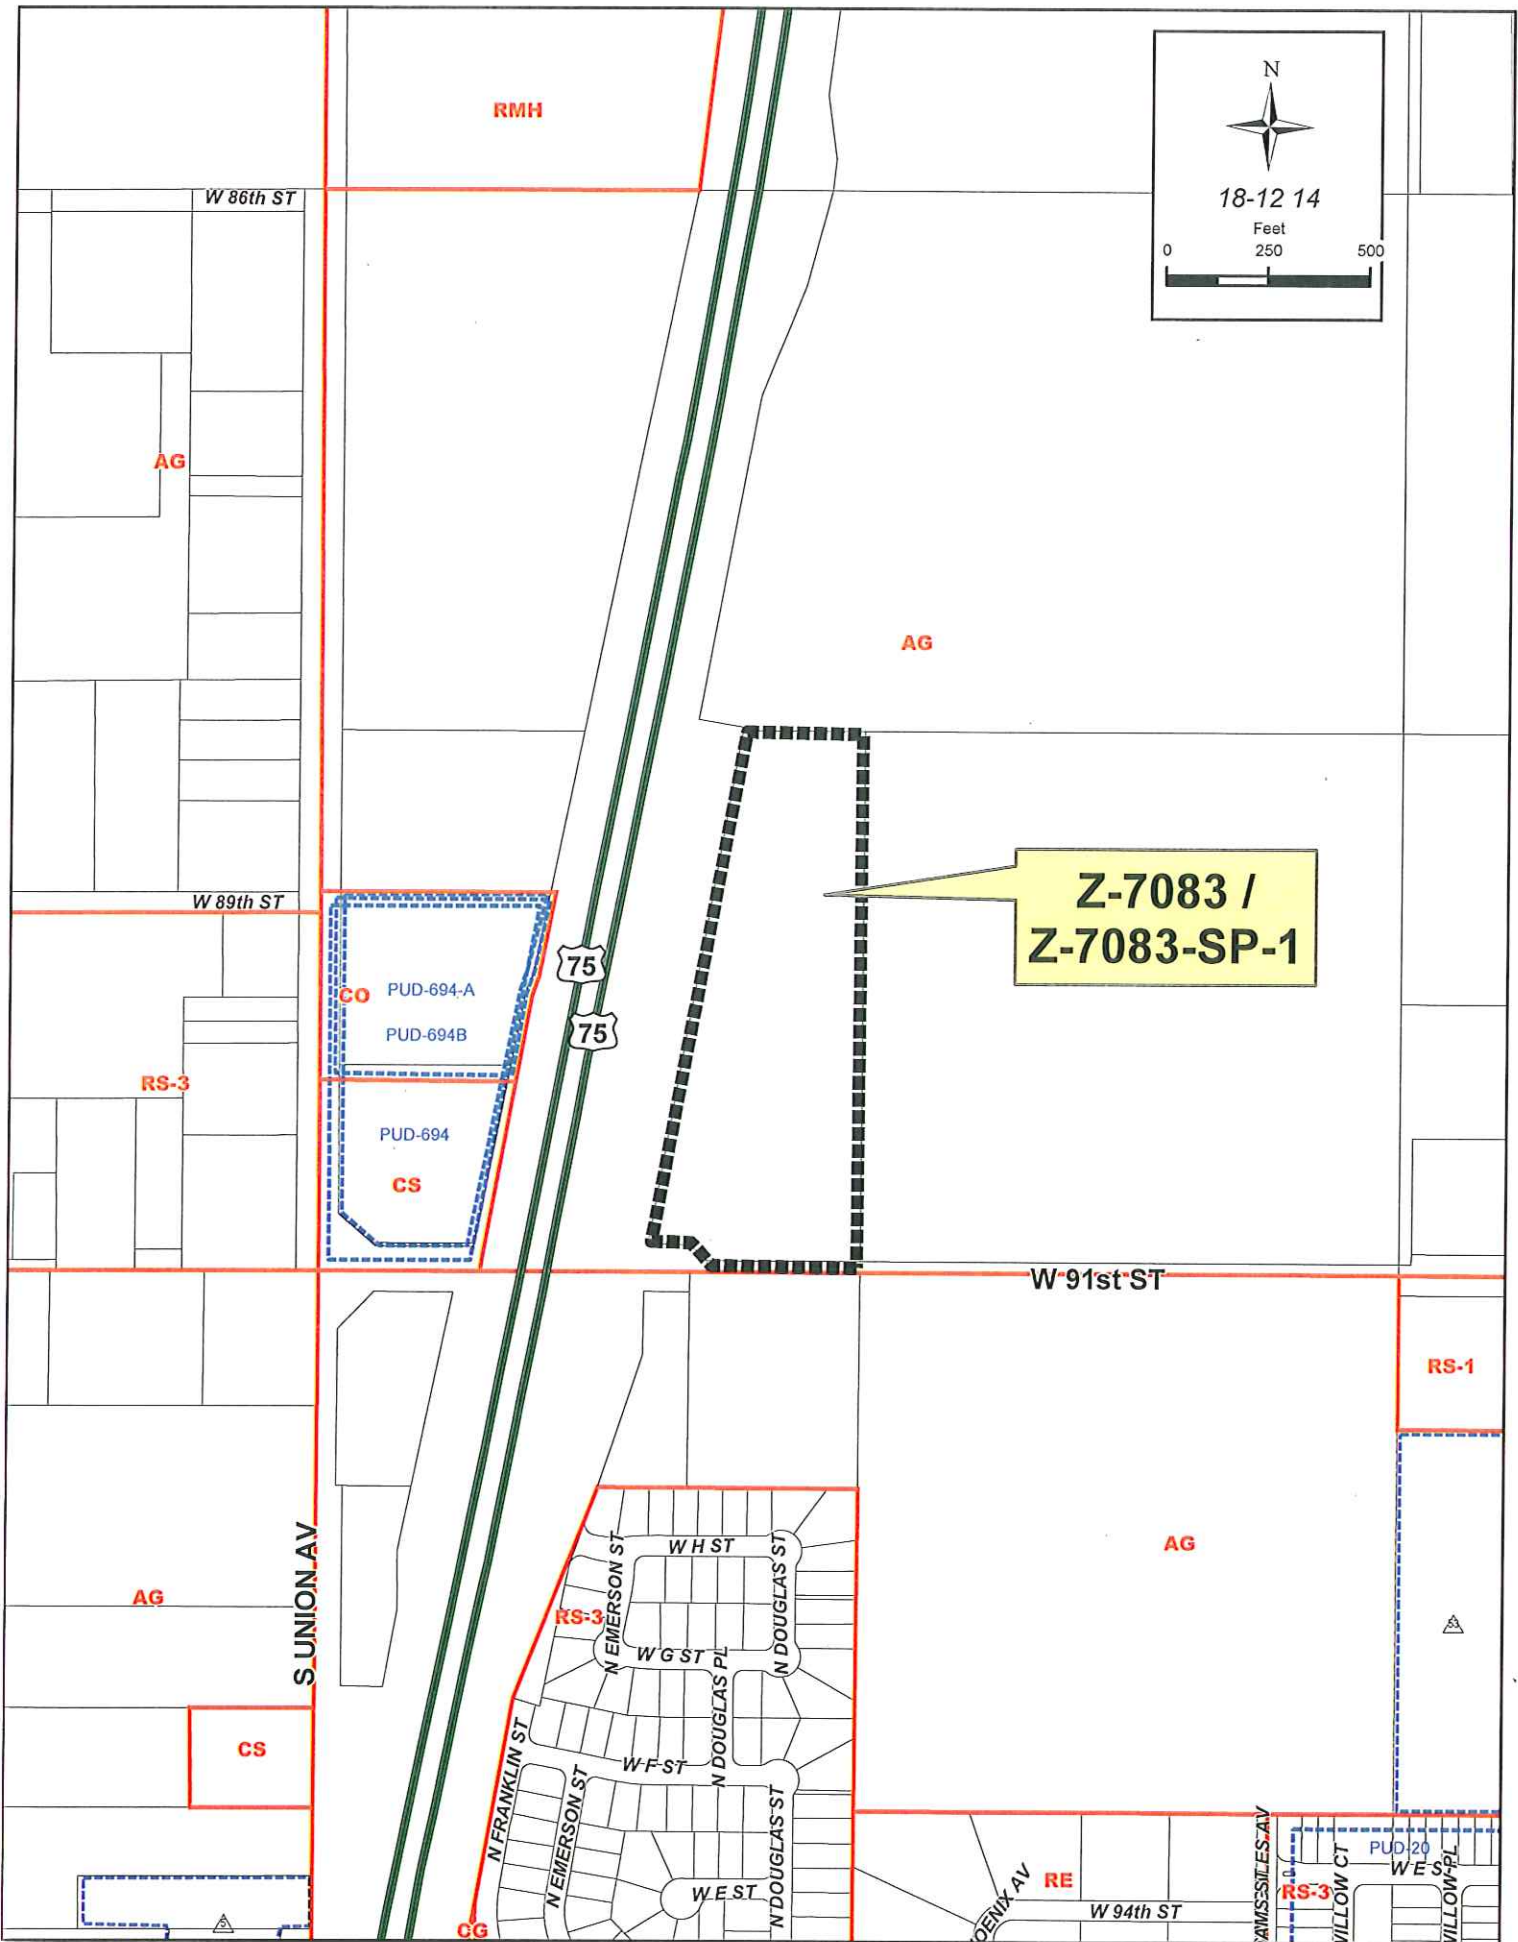 RMH
N
18-12 14
Feet
0 250 500
W 86th ST
AG
AG
Z-7083 /
Z-7083-SP-1
W 89th ST
75
CO
PUD-694-A
PUD-694B
75
RS-3
PUD-694
CS
W 91st ST
RS-1
S UNION AV
AG
W H ST
N EMERSON ST
N DOUGLAS ST
RS-3
AG
W G ST
N DOUGLAS PL
53
CS
N FRANKLIN ST
W F ST
N EMERSON ST
N DOUGLAS ST
W E ST
CG
5
RE
W 94th ST
PUD-20
W E ST
RS-3